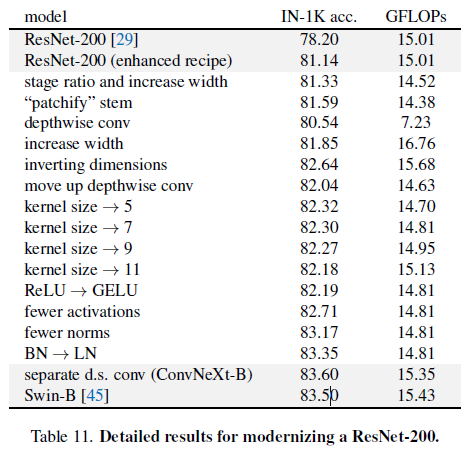 model IN-1K acc. GFLOPs
ResNet-200 [29] 78.20 15.01
ResNet-200 (enhanced recipe) 81.14 15.01
stage ratio and increase width 81.33 14.52
“patchify” stem 81.59 14.38
depthwise conv 80.54 7.23
increase width 81.85 16.76
inverting dimensions 82.64 15.68
move up depthwise conv 82.04 14.63
kernel size → 5 82.32 14.70
kernel size → 7 82.30 14.81
kernel size → 9 82.27 14.95
kernel size → 11 82.18 15.13
ReLU → GELU 82.19 14.81
fewer activations 82.71 14.81
fewer norms 83.17 14.81
BN → LN 83.35 14.81
separate d.s. conv (ConvNeXt-B) 83.60 15.35
Swin-B [45] 83.50 15.43
Table 11. Detailed results for modernizing a ResNet-200.